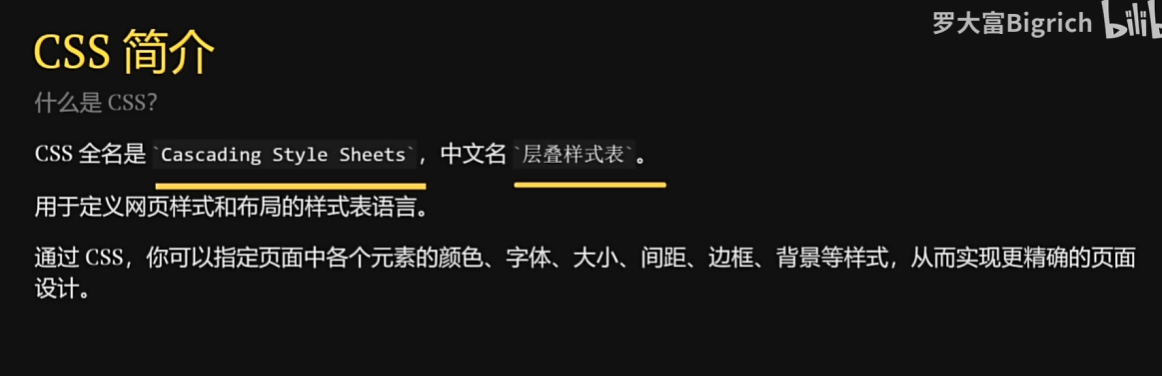 罗大富Bigrich bilib
CSS 简介
什么是 CSS?
CSS 全名是 `Cascading Style Sheets`，中文名 `层叠样式表`。
用于定义网页样式和布局的样式表语言。
通过 CSS，你可以指定页面中各个元素的颜色、字体、大小、间距、边框、背景等样式，从而实现更精确的页面
设计。